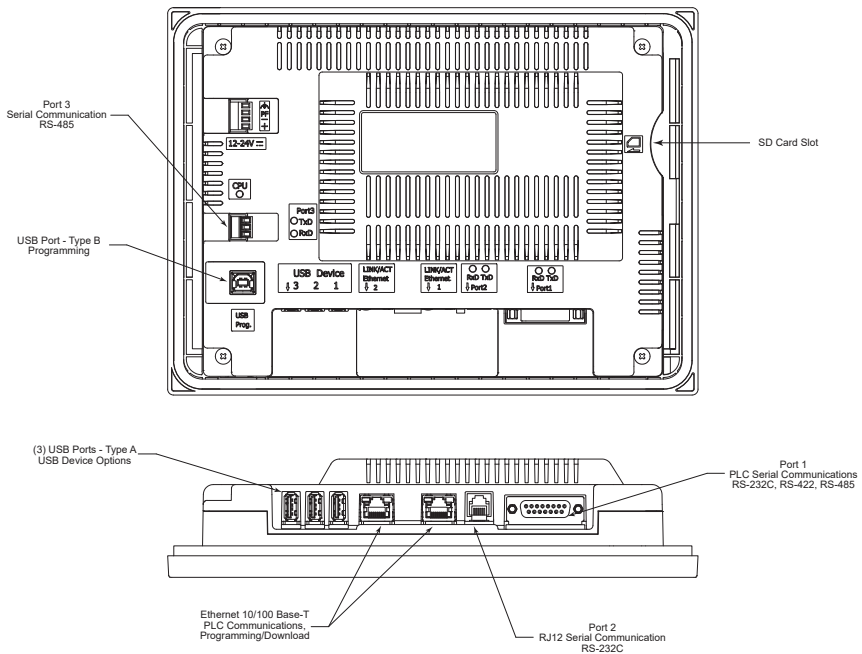 Port 3
Serial Communication
RS-485
PF
12-24V
CPU
Port3
TxD
RxD
SD Card Slot
USB Port - Type B
Programming
USB Device
3 2 1
LINK/ACT
Ethernet
2
LINK/ACT
Ethernet
1
RxD TxD
Port2
RxD TxD
Port1
USB
Prog.
(3) USB Ports - Type A
USB Device Options
Port 1
PLC Serial Communications
RS-232C, RS-422, RS-485
Ethernet 10/100 Base-T
PLC Communications,
Programming/Download
Port 2
RJ12 Serial Communication
RS-232C